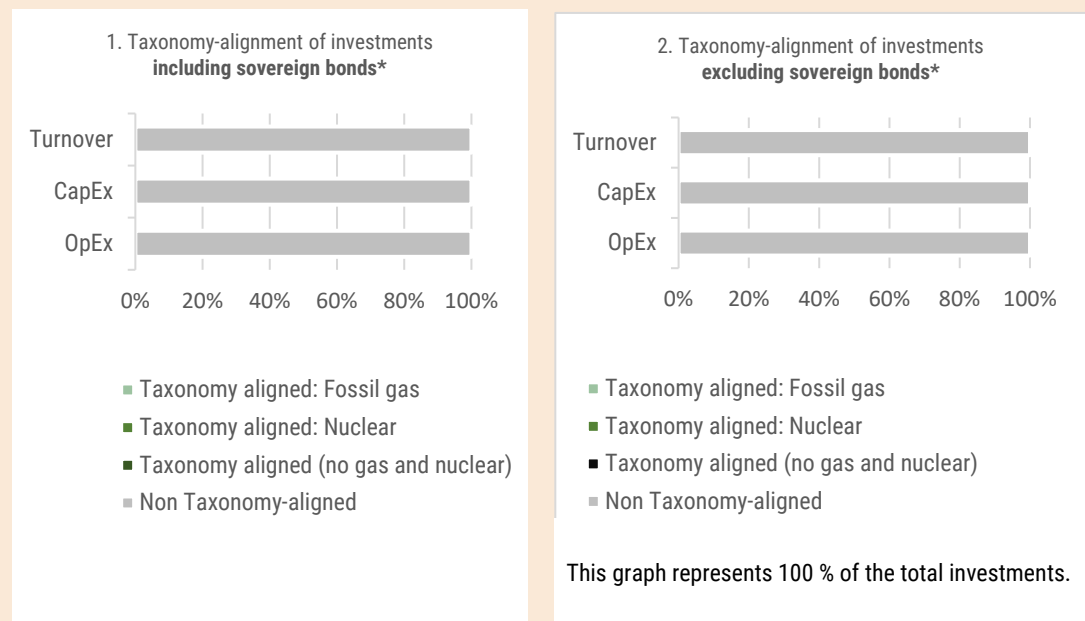 1. Taxonomy-alignment of investments
including sovereign bonds*
Turnover
CapEx
OpEx
0% 20% 40% 60% 80% 100%
Taxonomy aligned: Fossil gas
Taxonomy aligned: Nuclear
Taxonomy aligned (no gas and nuclear)
Non Taxonomy-aligned
2. Taxonomy-alignment of investments
excluding sovereign bonds*
Turnover
CapEx
OpEx
0% 20% 40% 60% 80% 100%
Taxonomy aligned: Fossil gas
Taxonomy aligned: Nuclear
Taxonomy aligned (no gas and nuclear)
Non Taxonomy-aligned
This graph represents 100 % of the total investments.